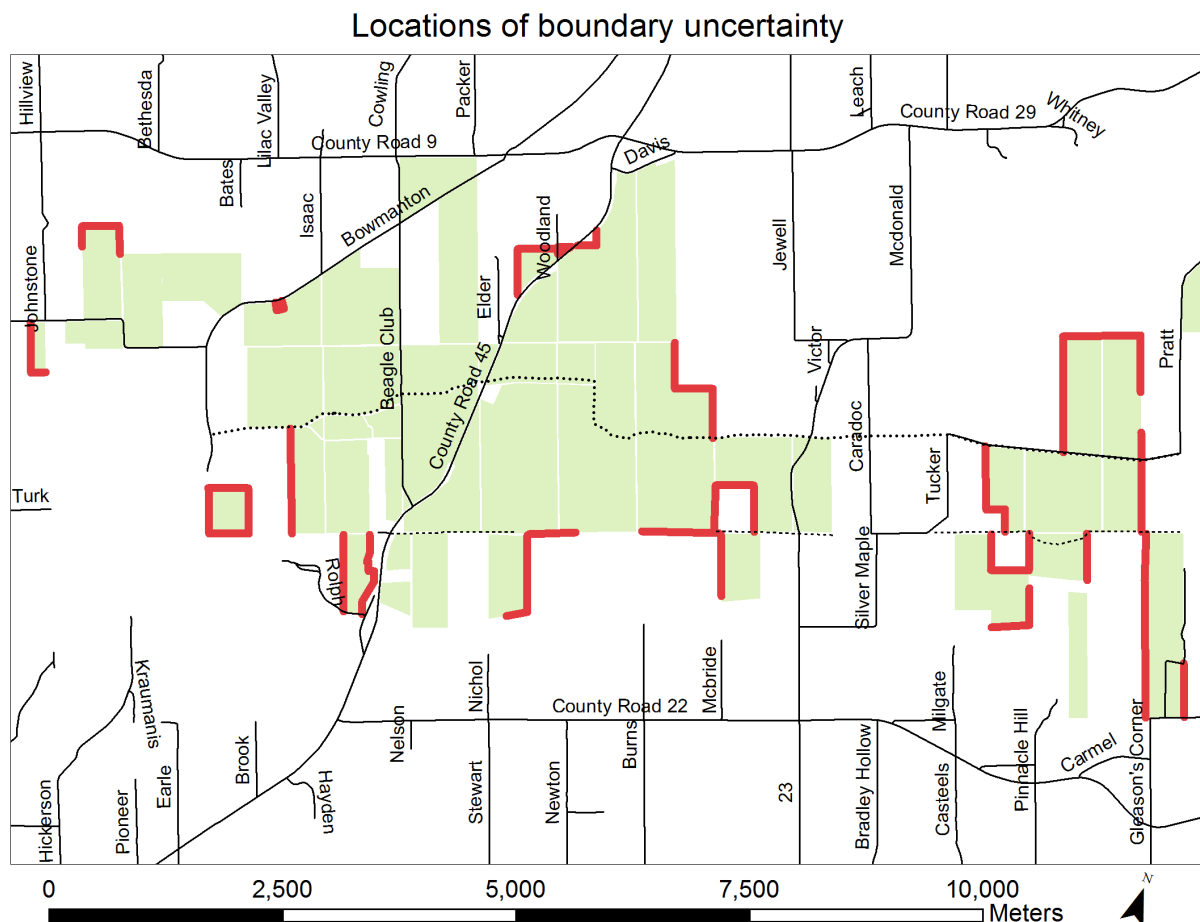 Locations of boundary uncertainty
Hillview
Bethesda
Lilac Valley
Cowling
Packer
Leach
County Road 29
Whitney
County Road 9
Davis
Bates
Isaac
Bowmanton
Woodland
Jewell
Mcdonald
Johnstone
Elder
Beagle Club
County Road 45
Victor
Pratt
Caradoc
Tucker
Turk
Rolph
Silver Maple
Kraumanis
Nichol
Mcbride
Milgate
County Road 22
Nelson
Burns
Pinnacle Hill
Carmel
Gleason's Corner
Brook
Earle
Hayden
Hickerson
Pioneer
Stewart
Newton
23
Bradley Hollow
Casteels
0 2,500 5,000 7,500 10,000
Meters
N